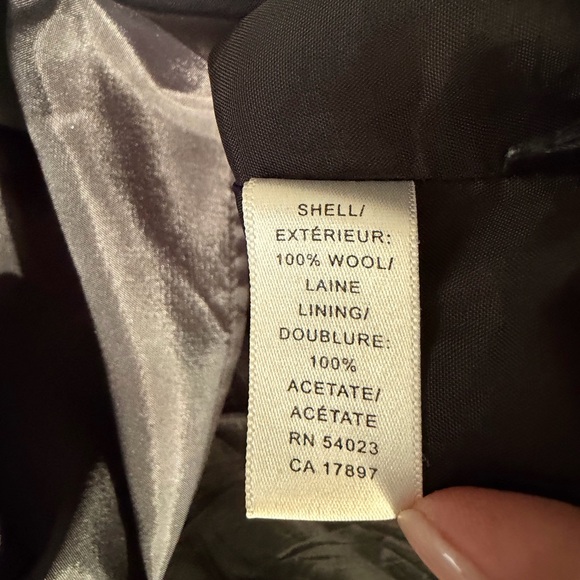 SHELL/
EXTÉRIEUR:
100% WOOL/
LAINE
LINING/
DOUBLURE:
100%
ACETATE/
ACÉTATE
RN 54023
CA 17897